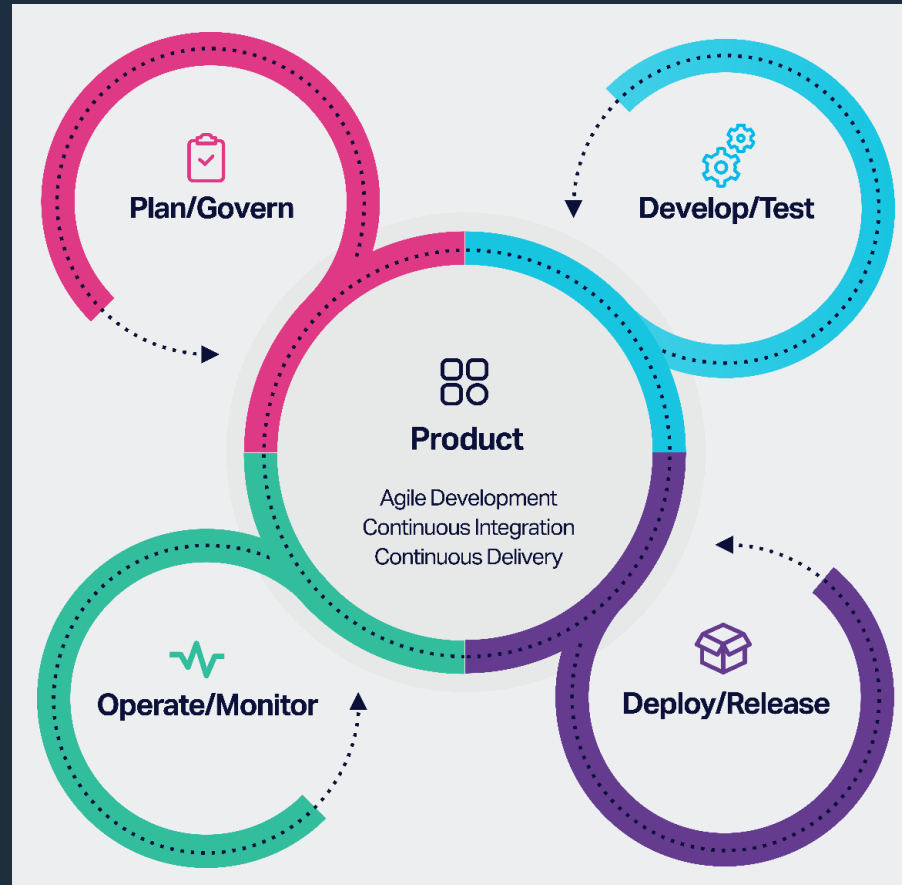 Plan/Govern
Develop/Test
Product
Agile Development
Continuous Integration
Continuous Delivery
Operate/Monitor
Deploy/Release